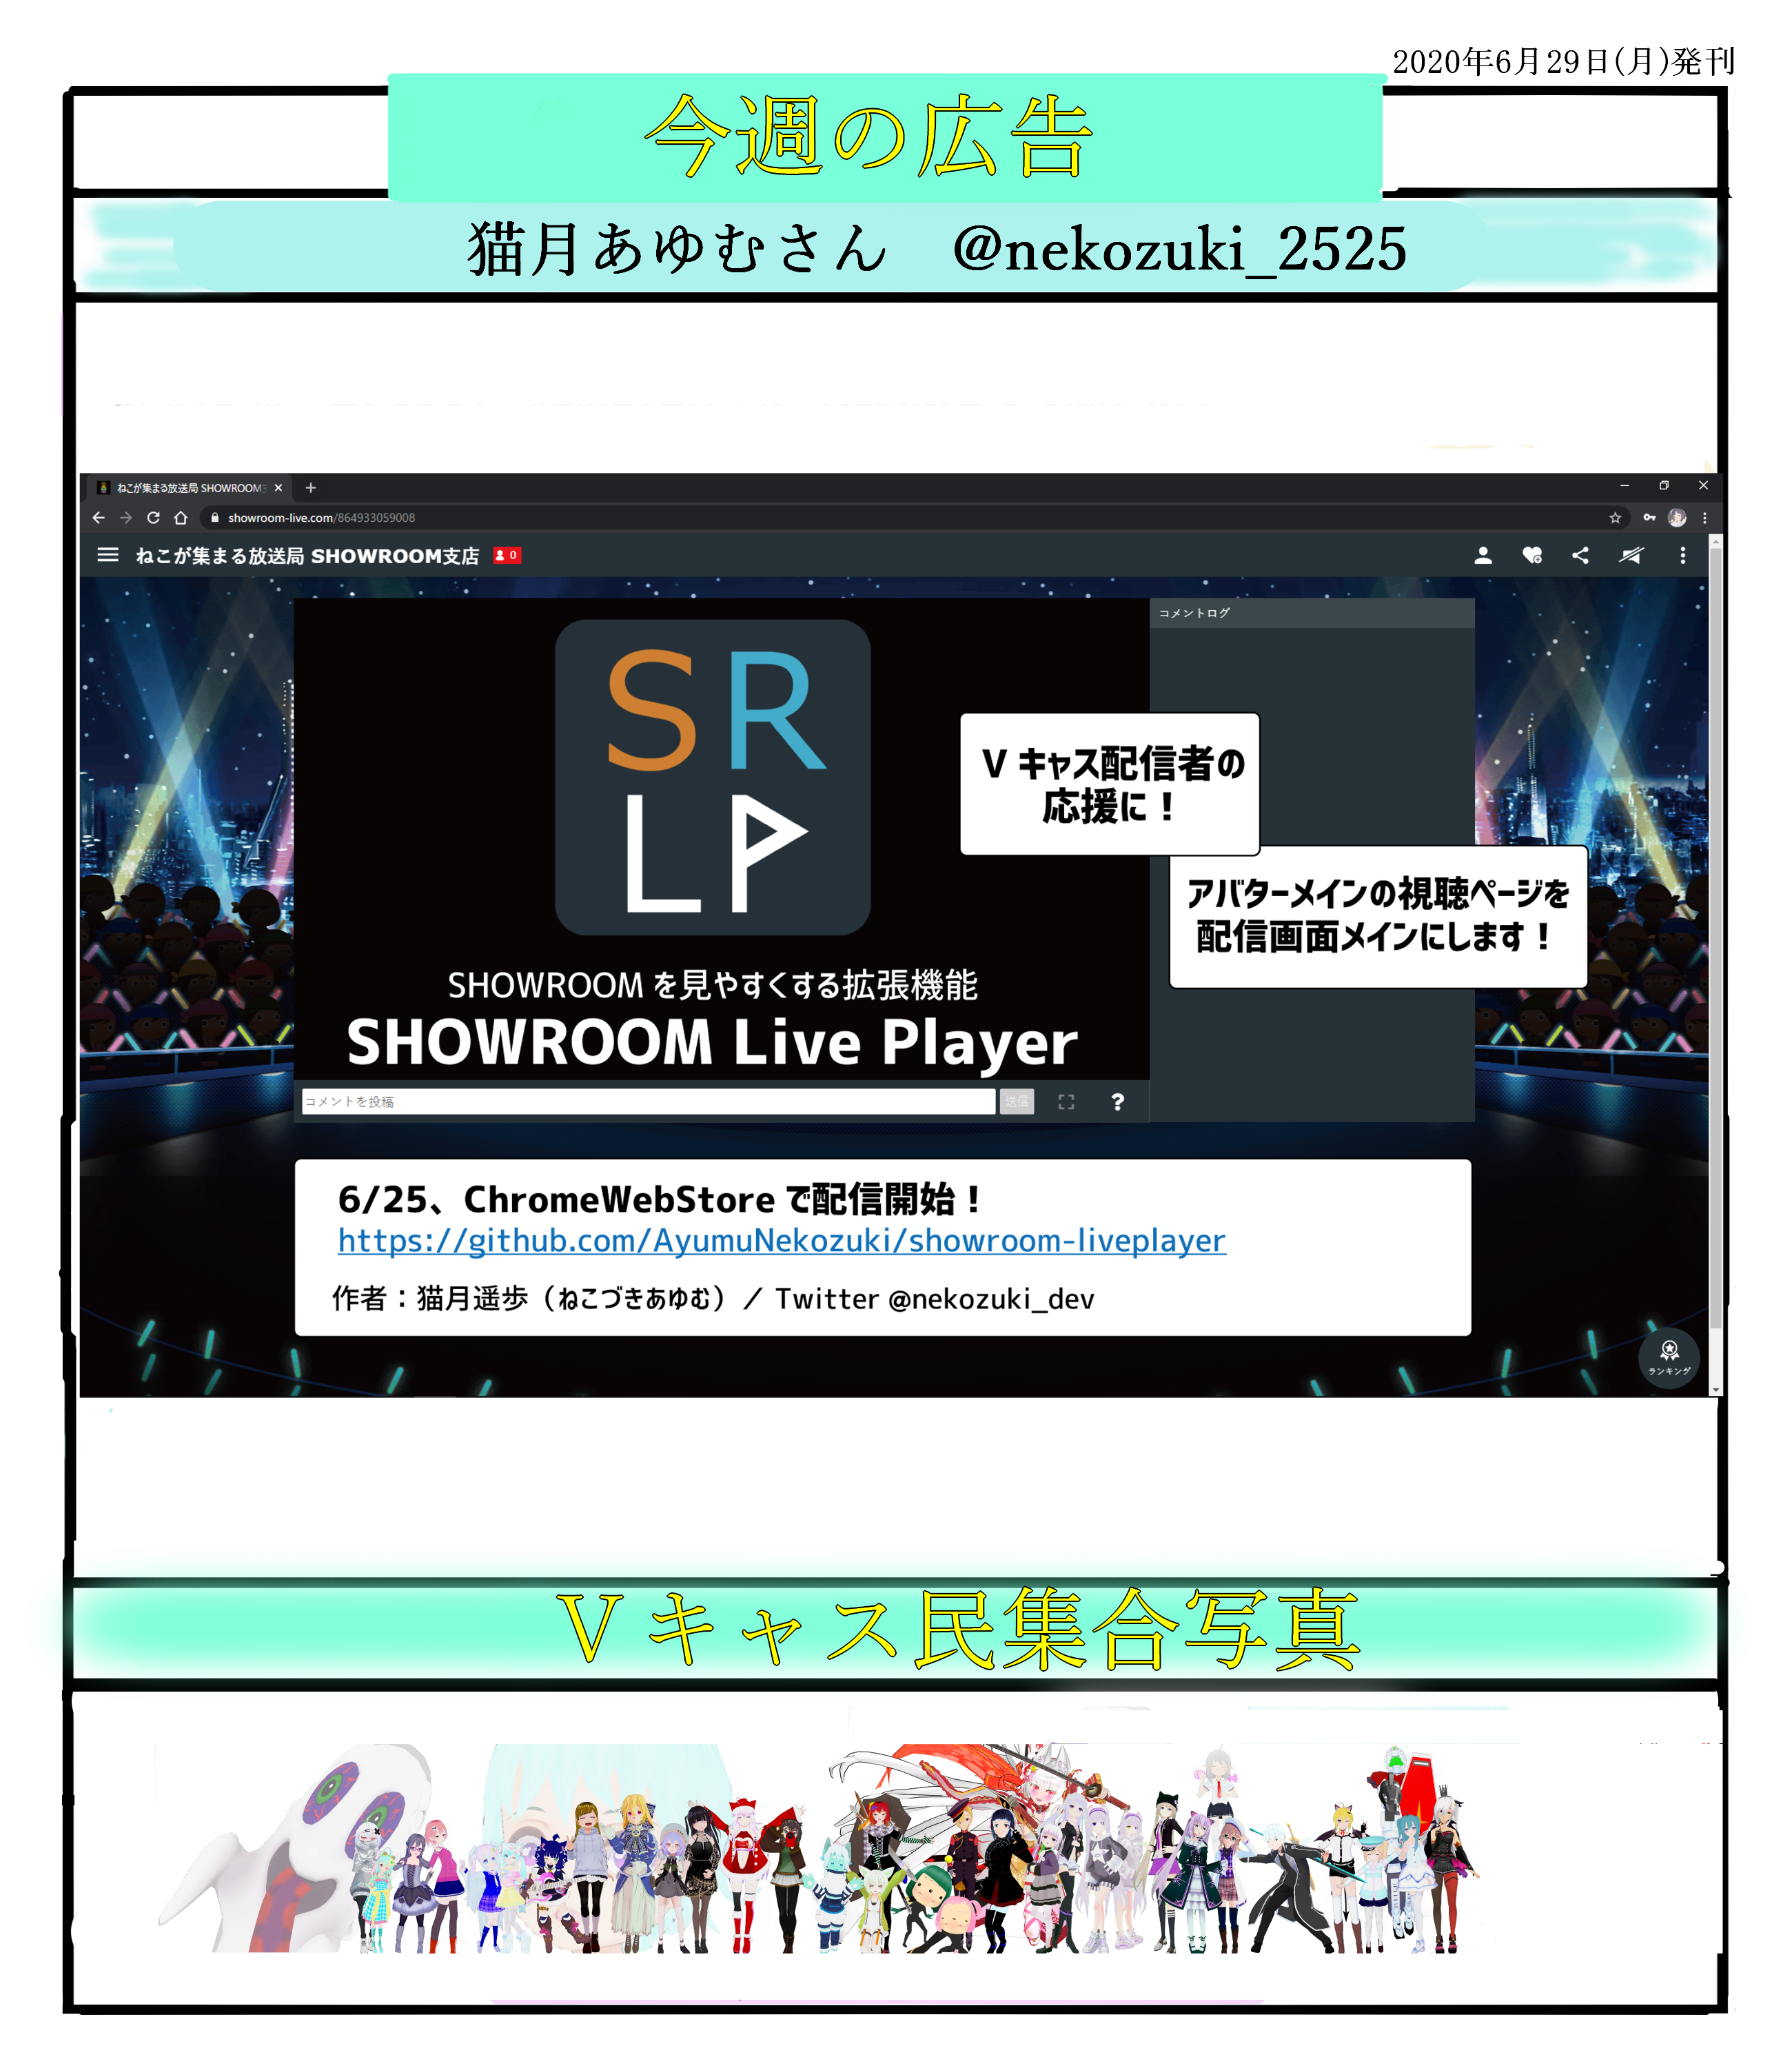 2020年6月29日(月)発刊
今週の広告
猫月あゆむさん　@nekozuki_2525
ねこが集まる放送局 SHOWROOM
showroom-live.com/864933059008
ねこが集まる放送局 SHOWROOM支店 0
コメントログ
SR
LP
V キャス配信者の
応援に！
アバターメインの視聴ページを
配信画面メインにします！
SHOWROOM を見やすくする拡張機能
SHOWROOM Live Player
コメントを投稿 送信 ?
6/25、ChromeWebStore で配信開始！
https://github.com/AyumuNekozuki/showroom-liveplayer
作者：猫月遥歩（ねこづきあゆむ）／ Twitter @nekozuki_dev
ランキング
V キャス民集合写真